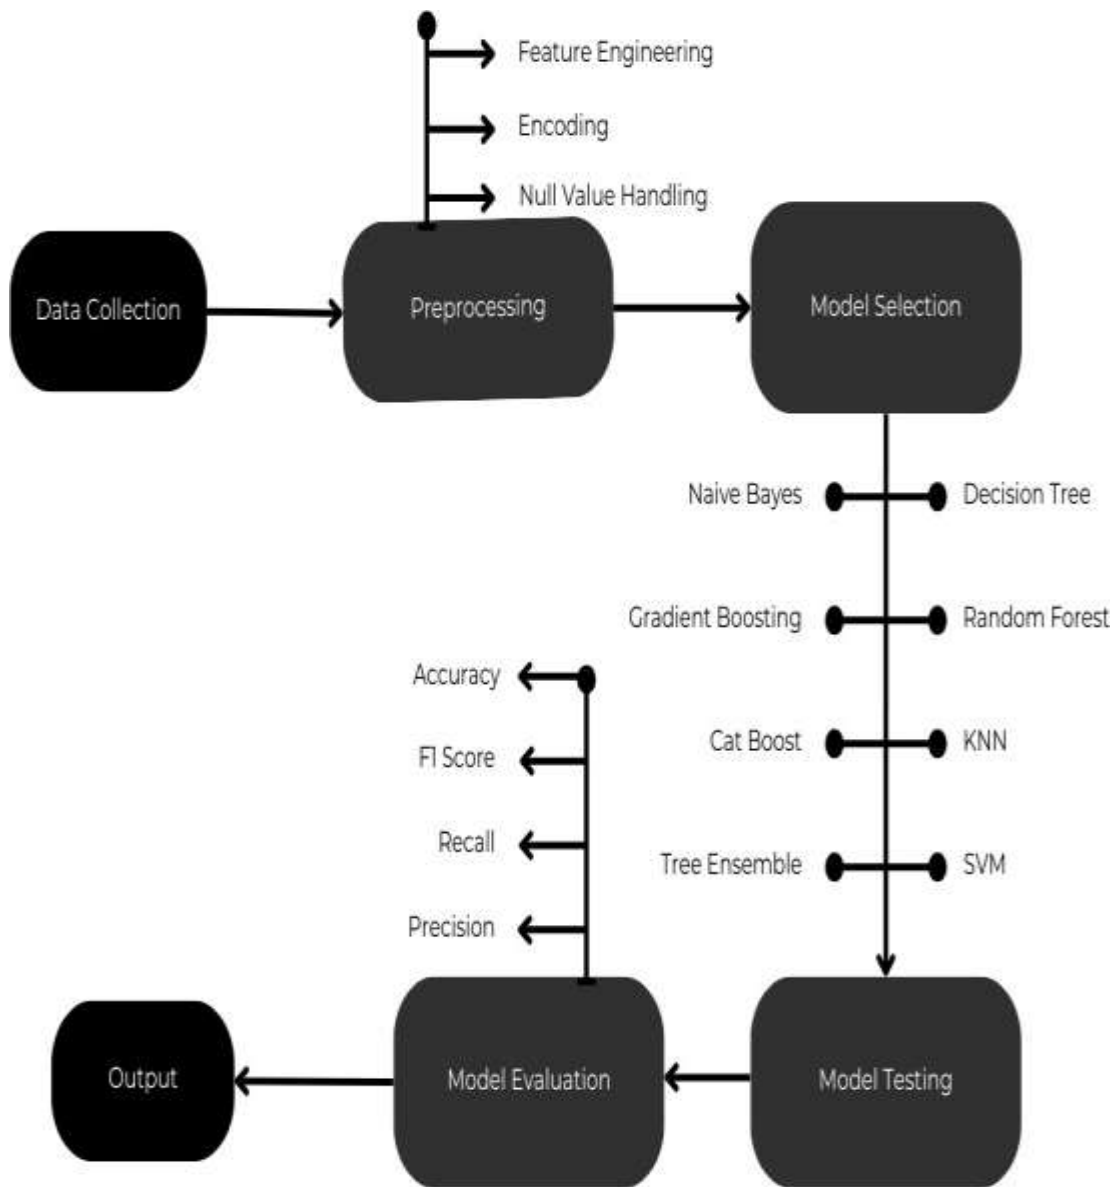 Feature Engineering
Encoding
Null Value Handling
Data Collection
Preprocessing
Model Selection
Naive Bayes
Decision Tree
Gradient Boosting
Random Forest
Cat Boost
KNN
Tree Ensemble
SVM
Accuracy
F1 Score
Recall
Precision
Model Testing
Model Evaluation
Output